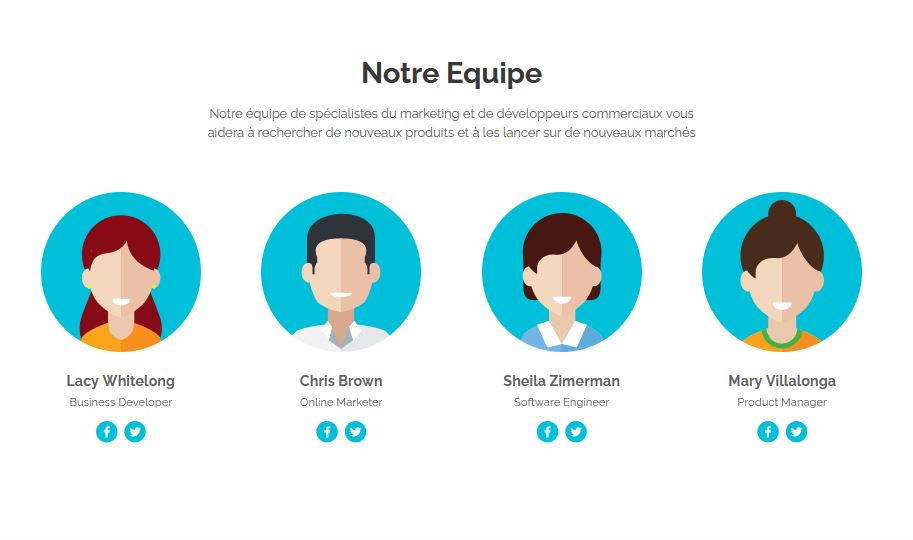 Notre Equipe
Notre équipe de spécialistes du marketing et de développeurs commerciaux vous
aidera à rechercher de nouveaux produits et à les lancer sur de nouveaux marchés
Lacy Whitelong
Business Developer
Chris Brown
Online Marketer
Sheila Zimerman
Software Engineer
Mary Villalonga
Product Manager